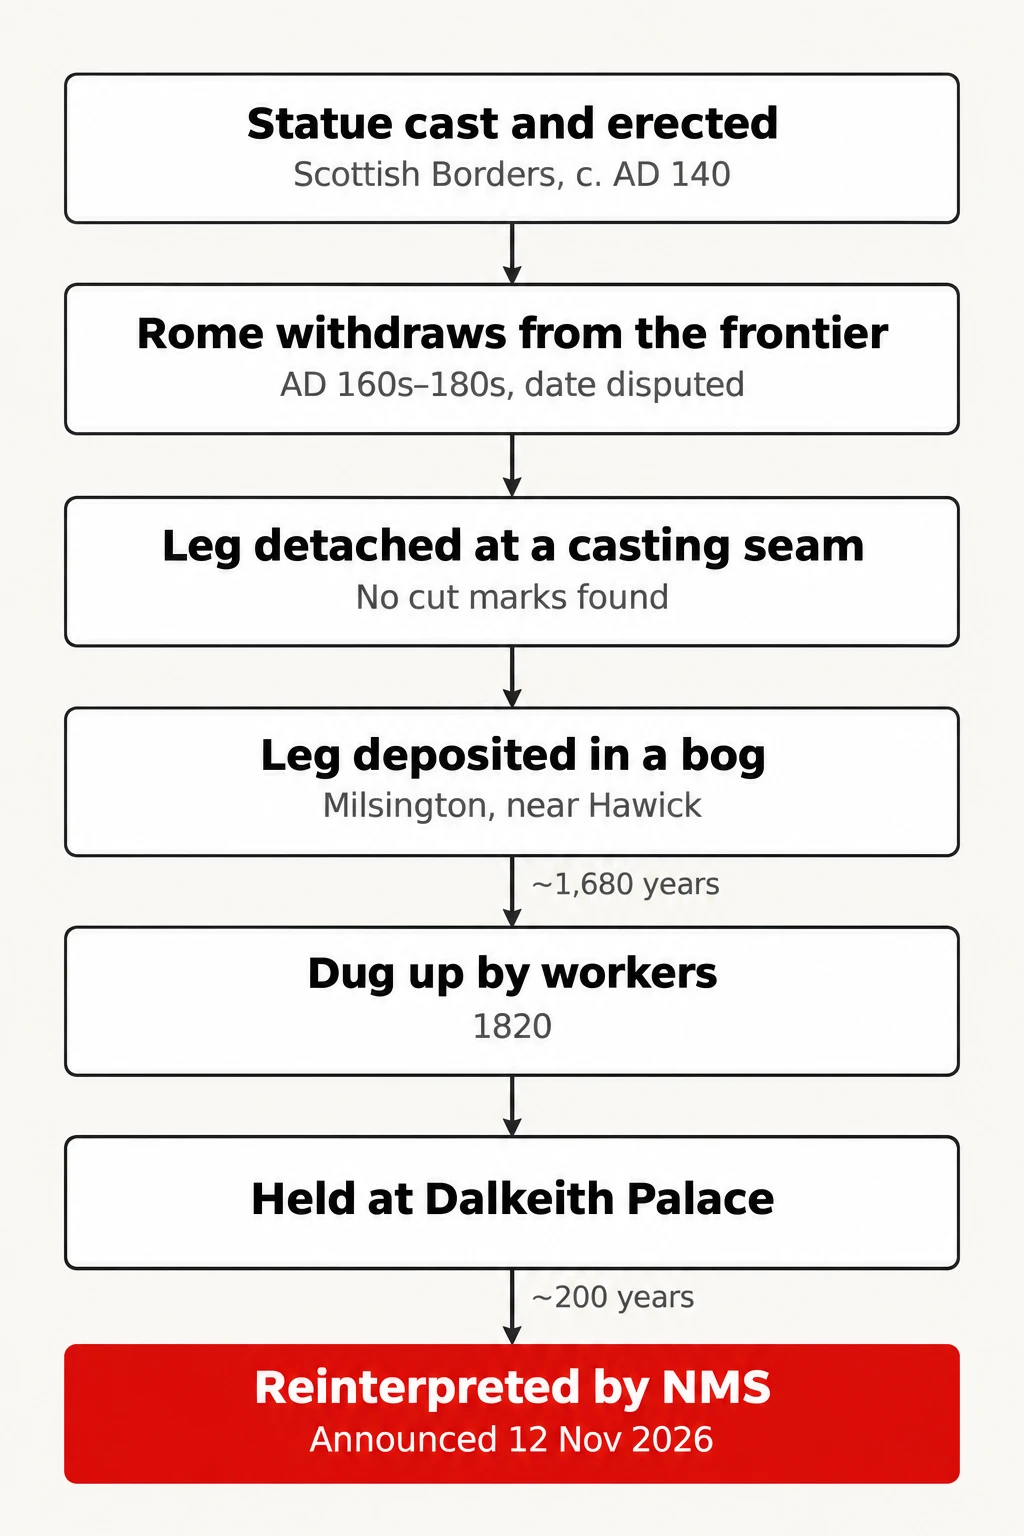 Statue cast and erected
Scottish Borders, c. AD 140
Rome withdraws from the frontier
AD 160s–180s, date disputed
Leg detached at a casting seam
No cut marks found
Leg deposited in a bog
Milsington, near Hawick
~1,680 years
Dug up by workers
1820
Held at Dalkeith Palace
~200 years
Reinterpreted by NMS
Announced 12 Nov 2026